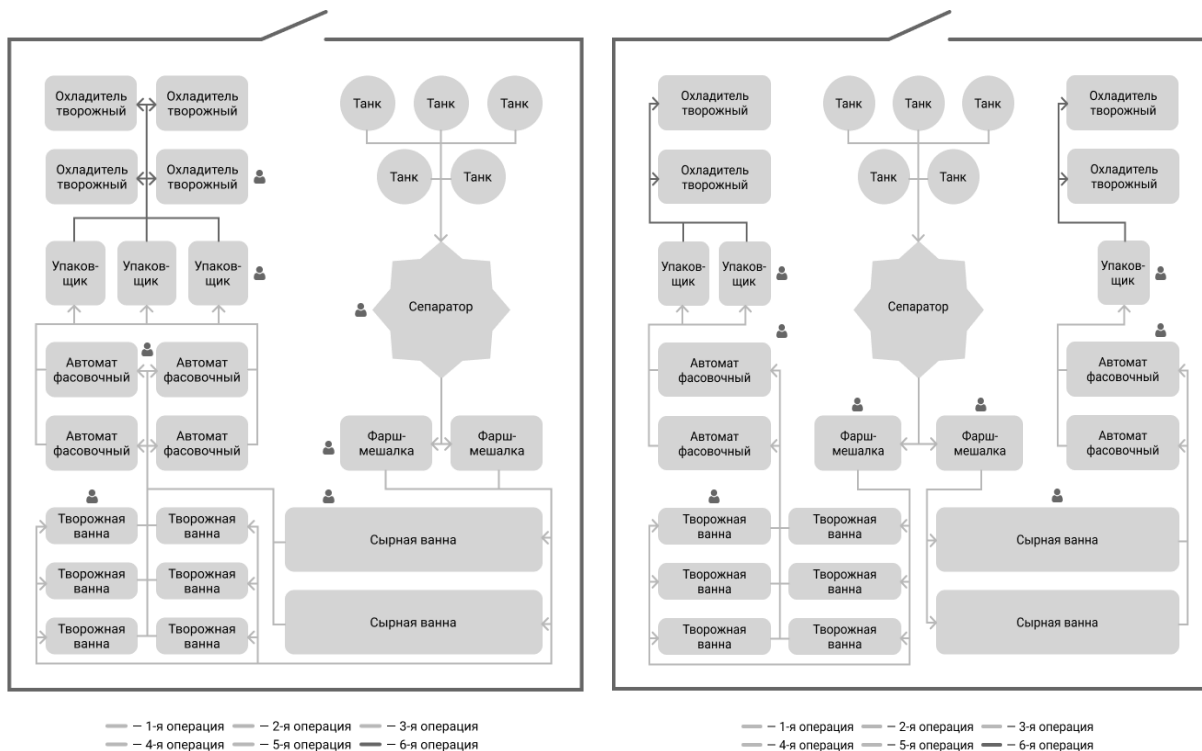 Охладитель
творожный
Охладитель
творожный
Танк
Танк
Танк
Охладитель
творожный
Охладитель
творожный
Танк
Танк
Упаков-
щик
Упаков-
щик
Упаков-
щик
Сепаратор
Автомат
фасовочный
Автомат
фасовочный
Автомат
фасовочный
Автомат
фасовочный
Фарш-
мешалка
Фарш-
мешалка
Творожная
ванна
Творожная
ванна
Сырная ванна
Творожная
ванна
Творожная
ванна
Творожная
ванна
Творожная
ванна
Сырная ванна
– 1-я операция – 2-я операция – 3-я операция
– 4-я операция – 5-я операция – 6-я операция
Охладитель
творожный
Танк
Танк
Танк
Охладитель
творожный
Охладитель
творожный
Танк
Танк
Охладитель
творожный
Упаков-
щик
Упаков-
щик
Сепаратор
Упаков-
щик
Автомат
фасовочный
Автомат
фасовочный
Автомат
фасовочный
Фарш-
мешалка
Фарш-
мешалка
Автомат
фасовочный
Творожная
ванна
Творожная
ванна
Сырная ванна
Творожная
ванна
Творожная
ванна
Творожная
ванна
Творожная
ванна
Сырная ванна
– 1-я операция – 2-я операция – 3-я операция
– 4-я операция – 5-я операция – 6-я операция